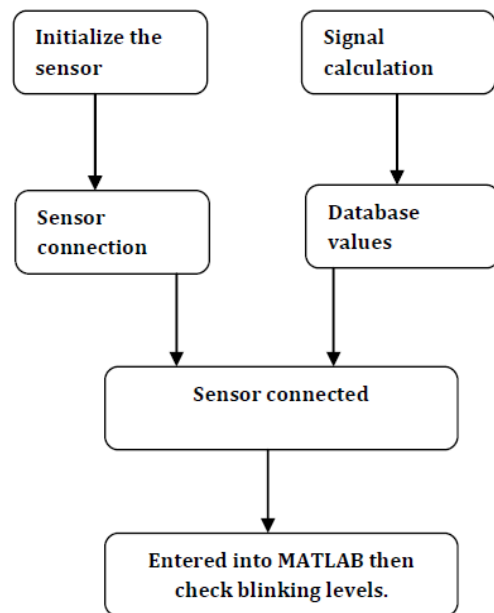 Initialize the
sensor
Signal
calculation
Sensor
connection
Database
values
Sensor connected
Entered into MATLAB then
check blinking levels.